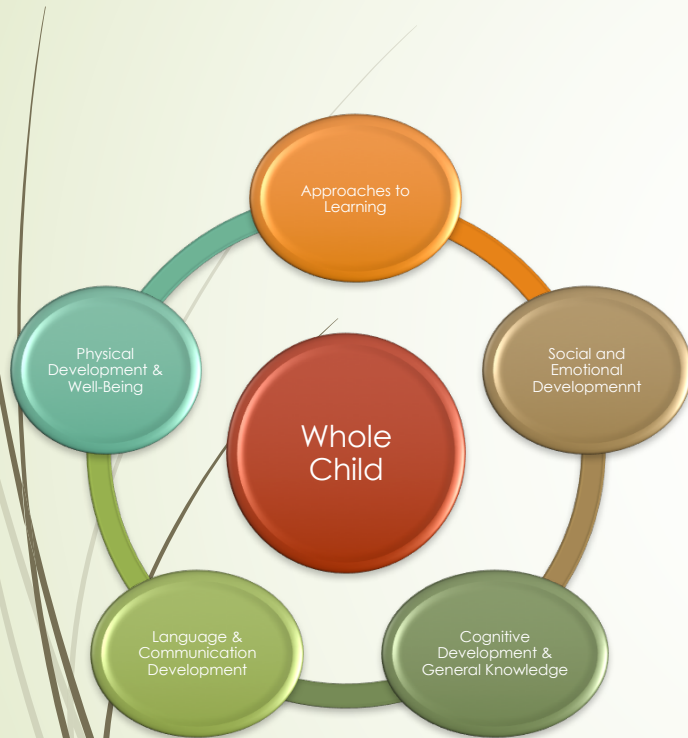 Approaches to
Learning
Physical
Development &
Well-Being
Social and
Emotional
Developmennt
Whole
Child
Language &
Communication
Development
Cognitive
Development &
General Knowledge